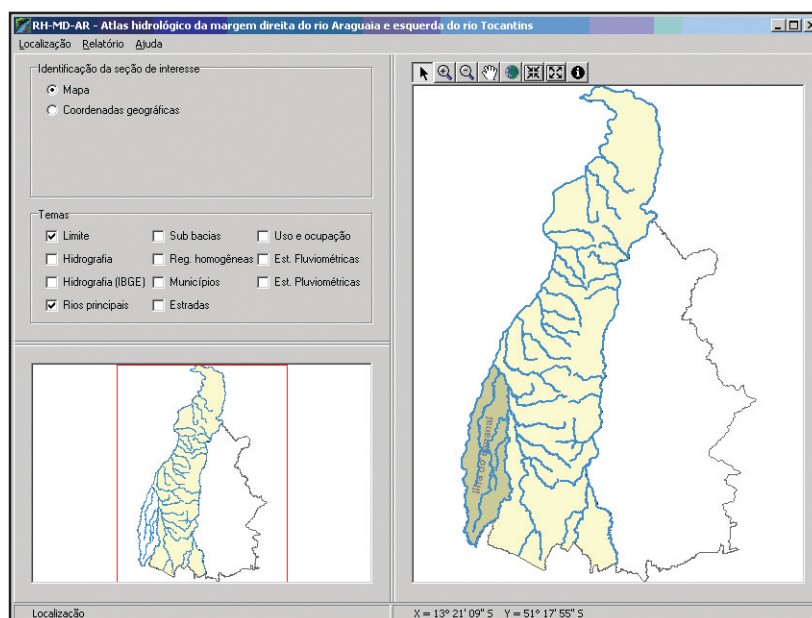 RH-MD-AR - Atlas hidrológico da margem direita do rio Araguaia e esquerda do rio Tocantins
Localização Relatório Ajuda
Identificação da seção de interesse
Mapa
Coordenadas geográficas
Temas
Limite
Sub bacias
Uso e ocupação
Hidrografia
Reg. homogêneas
Est. Fluviométricas
Hidrografia (IBGE)
Municípios
Est. Pluviométricas
Rios principais
Estradas
Ilha do Bananal
Localização
X = 13° 21' 09" S Y = 51° 17' 55" S